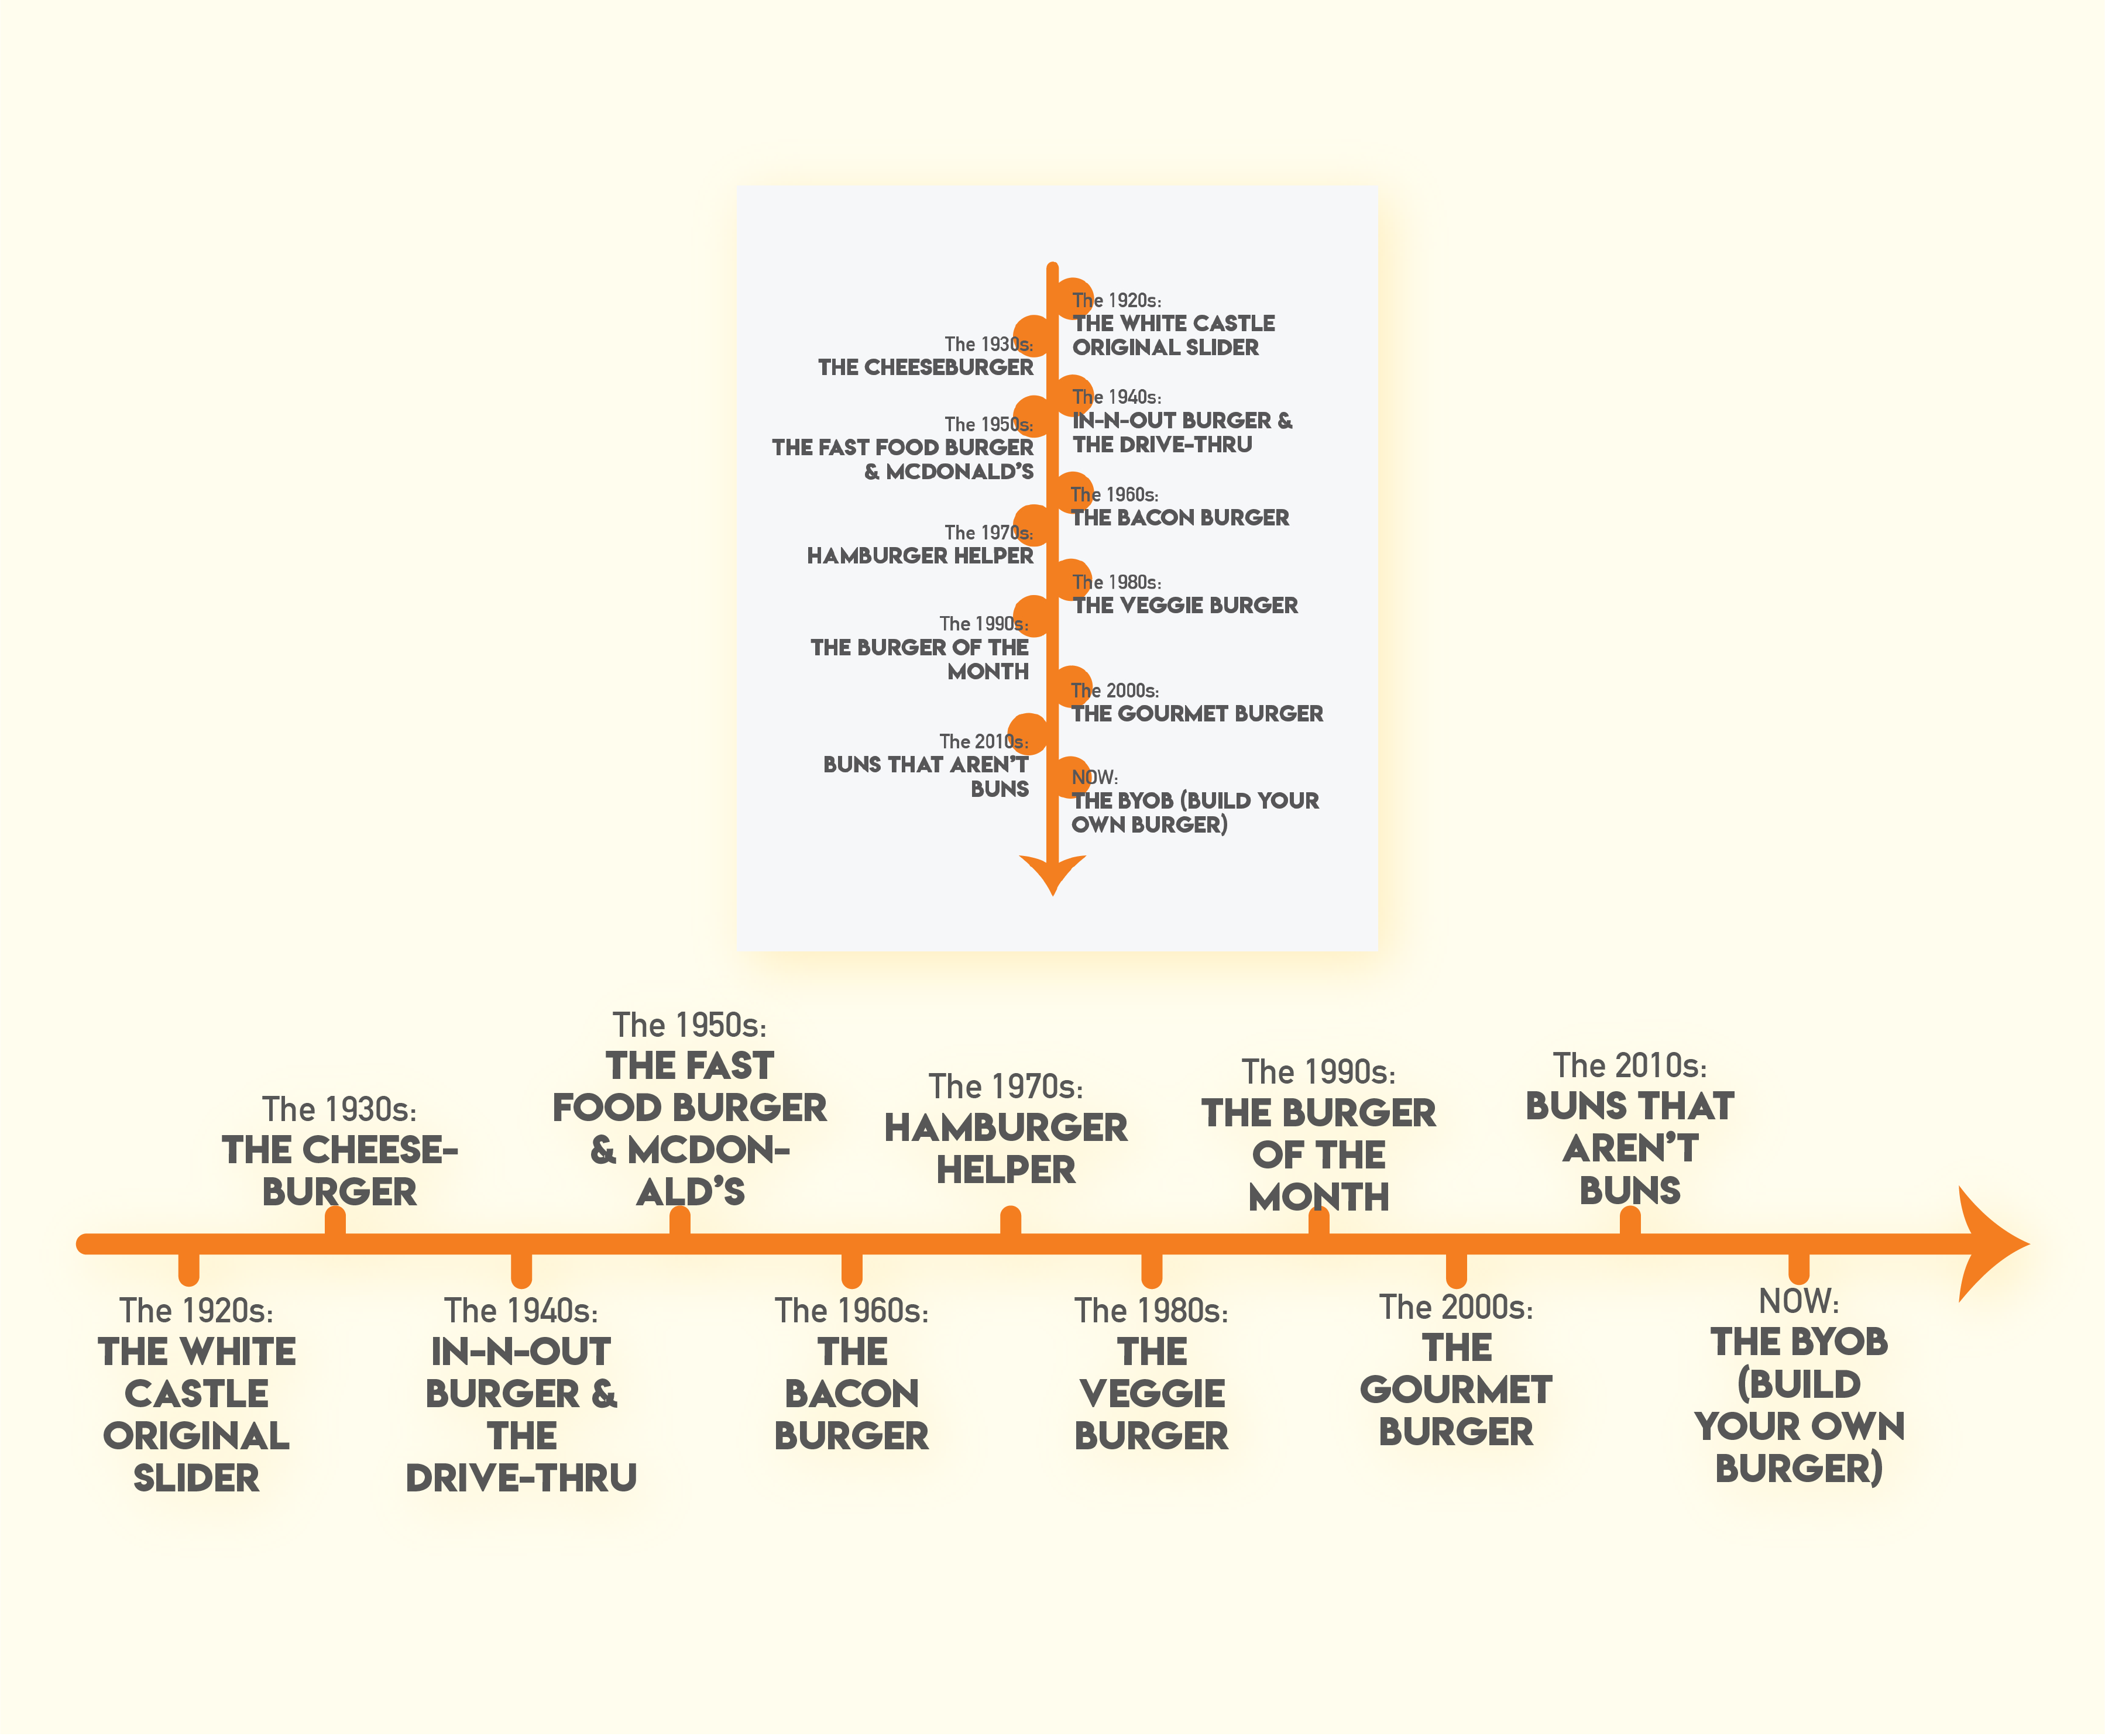 The 1920s:
THE WHITE CASTLE
ORIGINAL SLIDER
The 1930s:
THE CHEESEBURGER
The 1940s:
IN-N-OUT BURGER &
THE DRIVE-THRU
The 1950s:
THE FAST FOOD BURGER
& MCDONALD'S
The 1960s:
THE BACON BURGER
The 1970s:
HAMBURGER HELPER
The 1980s:
THE VEGGIE BURGER
The 1990s:
THE BURGER OF THE
MONTH
The 2000s:
THE GOURMET BURGER
The 2010s:
BUNS THAT AREN'T
BUNS
NOW:
THE BYOB (BUILD YOUR
OWN BURGER)
The 1930s:
THE CHEESE-
BURGER
The 1950s:
THE FAST
FOOD BURGER
& MCDON-
ALD'S
The 1970s:
HAMBURGER
HELPER
The 1990s:
THE BURGER
OF THE
MONTH
The 2010s:
BUNS THAT
AREN'T
BUNS
The 1920s:
THE WHITE
CASTLE
ORIGINAL
SLIDER
The 1940s:
IN-N-OUT
BURGER &
THE
DRIVE-THRU
The 1960s:
THE
BACON
BURGER
The 1980s:
THE
VEGGIE
BURGER
The 2000s:
THE
GOURMET
BURGER
NOW:
THE BYOB
(BUILD
YOUR OWN
BURGER)